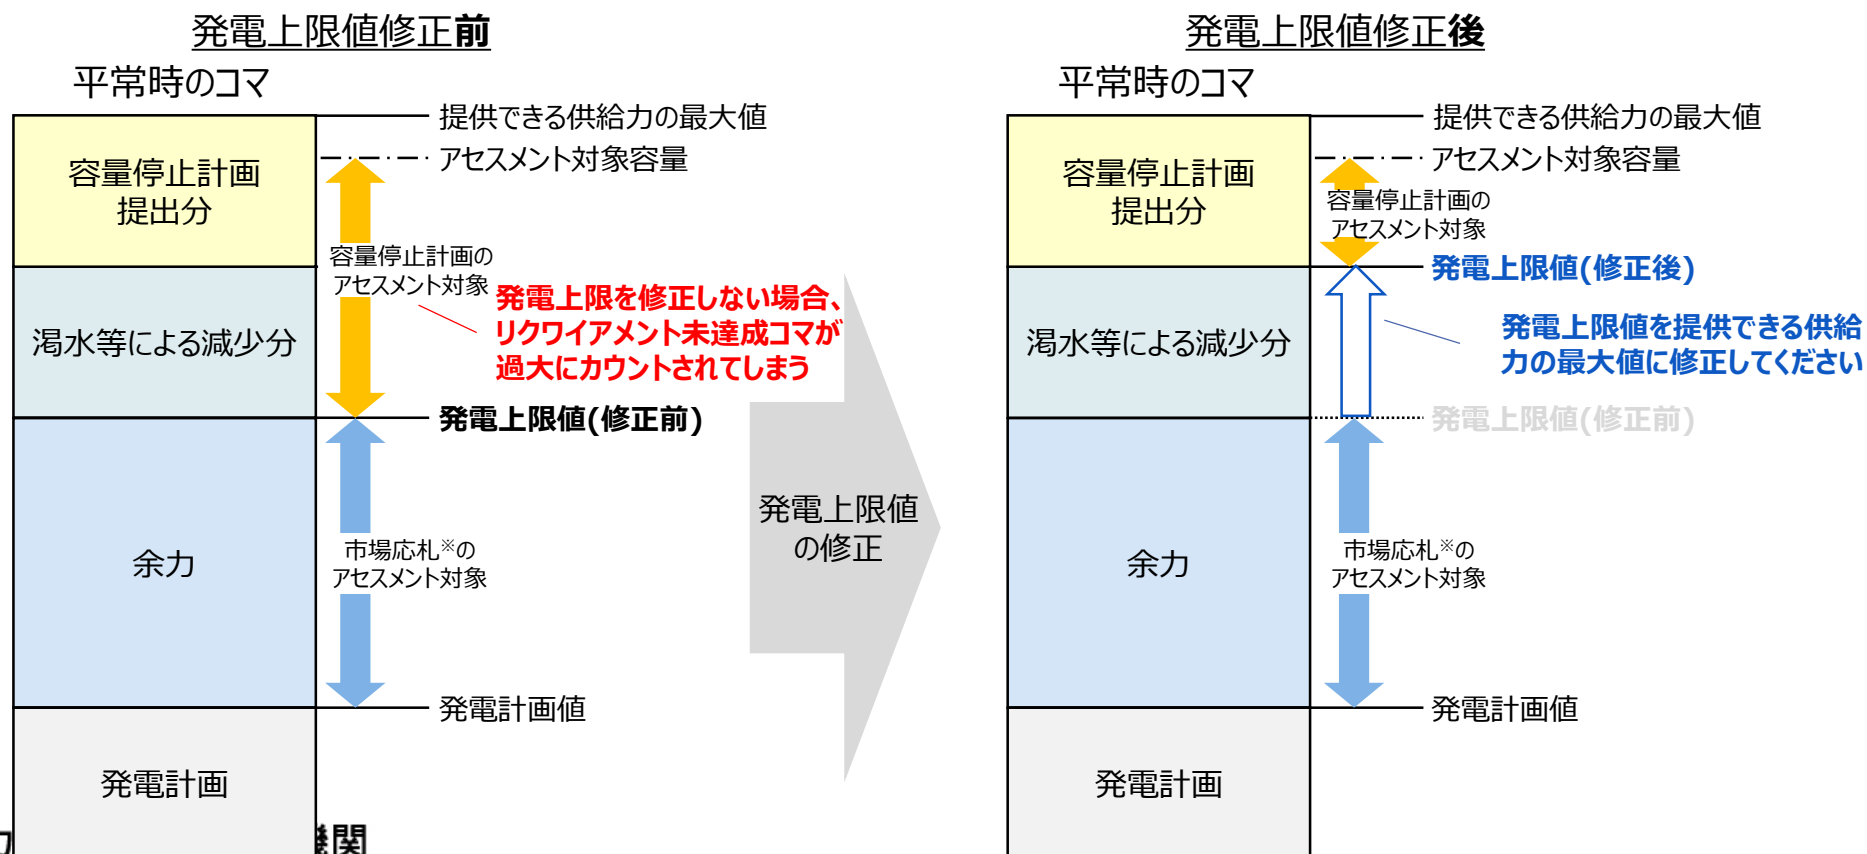 発電上限値修正前
平常時のコマ
提供できる供給力の最大値
アセスメント対象容量
容量停止計画
提出分
容量停止計画の
アセスメント対象
発電上限を修正しない場合、
リクワイアメント未達成コマが
過大にカウントされてしまう
渇水等による減少分
発電上限値(修正前)
余力
市場応札※の
アセスメント対象
発電計画値
発電計画
機関
発電上限値
の修正
発電上限値修正後
平常時のコマ
提供できる供給力の最大値
アセスメント対象容量
容量停止計画
提出分
容量停止計画の
アセスメント対象
発電上限値(修正後)
発電上限値を提供できる供給
力の最大値に修正してください
渇水等による減少分
発電上限値(修正前)
余力
市場応札※の
アセスメント対象
発電計画値
発電計画